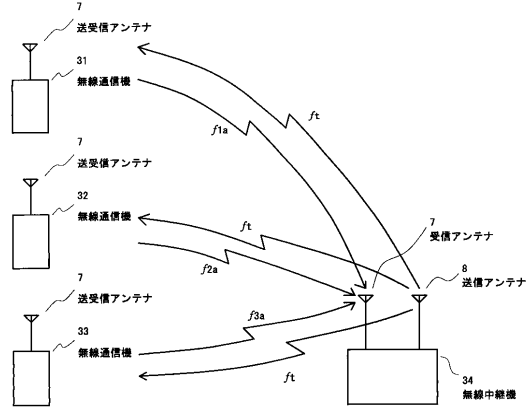 7
送受信アンテナ
31
無線通信機
ft
f1a
7
送受信アンテナ
32
無線通信機
ft
f2a
7
受信アンテナ
8
送信アンテナ
7
送受信アンテナ
33
無線通信機
f3a
ft
34
無線中継機